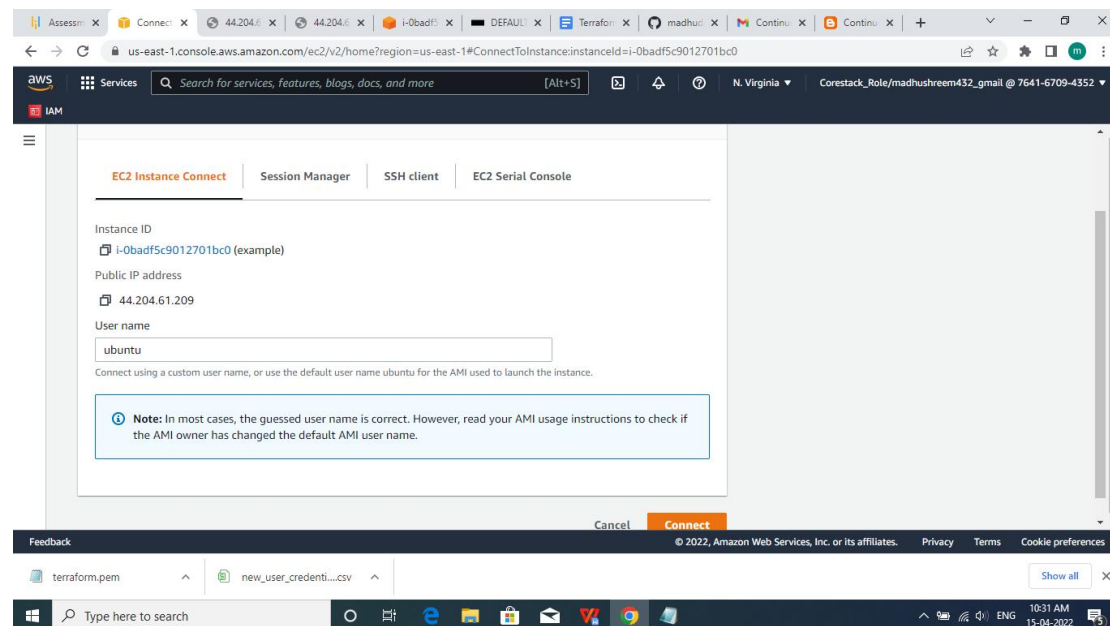 Assessm
Connect
44.204.6
44.204.6
i-0badf5
DEFAUL
Terraform
madhud
Continu
Continu
us-east-1.console.aws.amazon.com/ec2/v2/home?region=us-east-1#ConnectToInstance:instanceId=i-0badf5c9012701bc0
m
aws
Services
Search for services, features, blogs, docs, and more
[Alt+S]
N. Virginia
Corestack_Role/madhushreem432_gmail @ 7641-6709-4352
IAM
EC2 Instance Connect
Session Manager
SSH client
EC2 Serial Console
Instance ID
i-0badf5c9012701bc0 (example)
Public IP address
44.204.61.209
User name
ubuntu
Connect using a custom user name, or use the default user name ubuntu for the AMI used to launch the instance.
Note: In most cases, the guessed user name is correct. However, read your AMI usage instructions to check if
the AMI owner has changed the default AMI user name.
Cancel
Connect
Feedback
© 2022, Amazon Web Services, Inc. or its affiliates.
Privacy
Terms
Cookie preferences
terraform.pem
new_user_credenti....csv
Show all
Type here to search
ENG
10:31 AM
15-04-2022